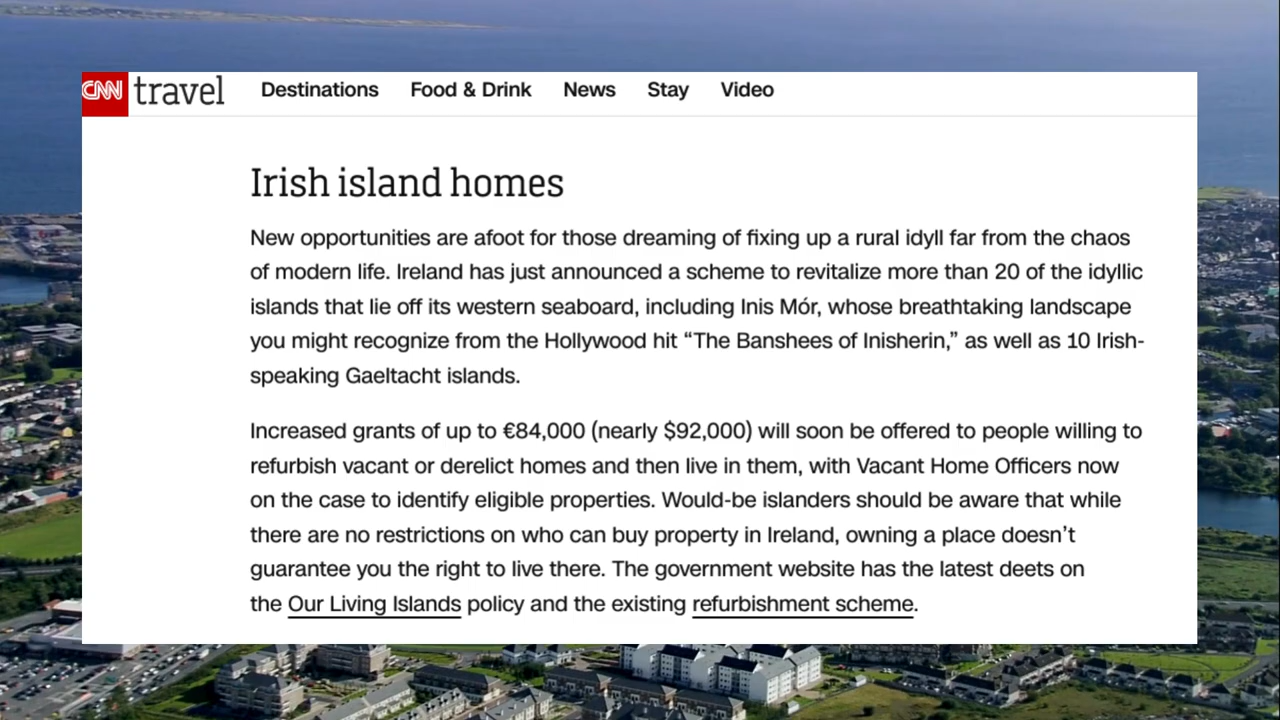 CNN travel Destinations Food & Drink News Stay Video
Irish island homes
New opportunities are afoot for those dreaming of fixing up a rural idyll far from the chaos
of modern life. Ireland has just announced a scheme to revitalize more than 20 of the idyllic
islands that lie off its western seaboard, including Inis Mór, whose breathtaking landscape
you might recognize from the Hollywood hit “The Banshees of Inisherin,” as well as 10 Irish-
speaking Gaeltacht islands.
Increased grants of up to €84,000 (nearly $92,000) will soon be offered to people willing to
refurbish vacant or derelict homes and then live in them, with Vacant Home Officers now
on the case to identify eligible properties. Would-be islanders should be aware that while
there are no restrictions on who can buy property in Ireland, owning a place doesn’t
guarantee you the right to live there. The government website has the latest deets on
the Our Living Islands policy and the existing refurbishment scheme.